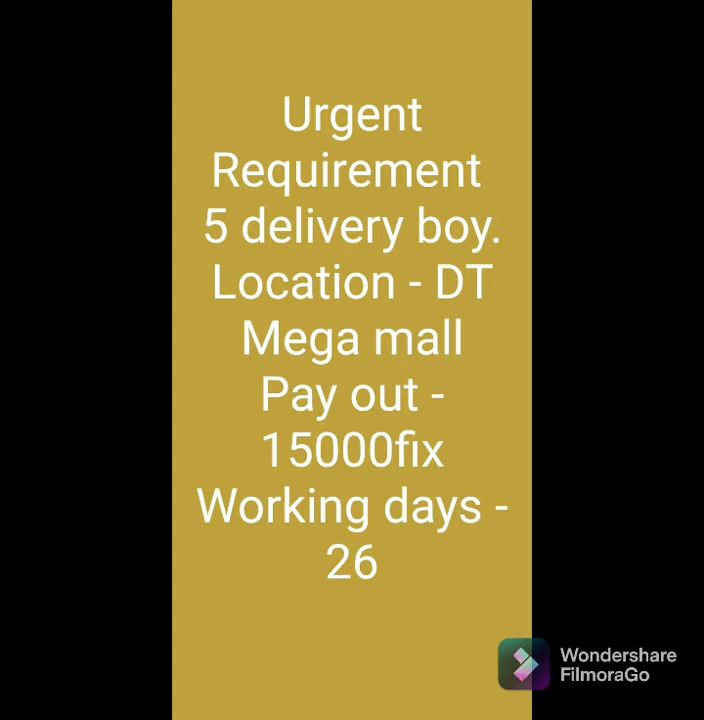 Urgent
Requirement
5 delivery boy.
Location - DT
Mega mall
Pay out -
15000fix
Working days -
26
Wondershare
FilmoraGo